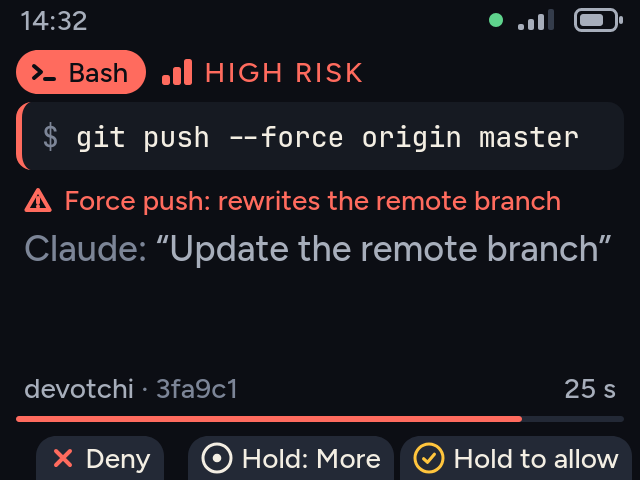 14:32
Bash HIGH RISK
$ git push --force origin master
Force push: rewrites the remote branch
Claude: “Update the remote branch”
devotchi · 3fa9c1 25 s
Deny Hold: More Hold to allow